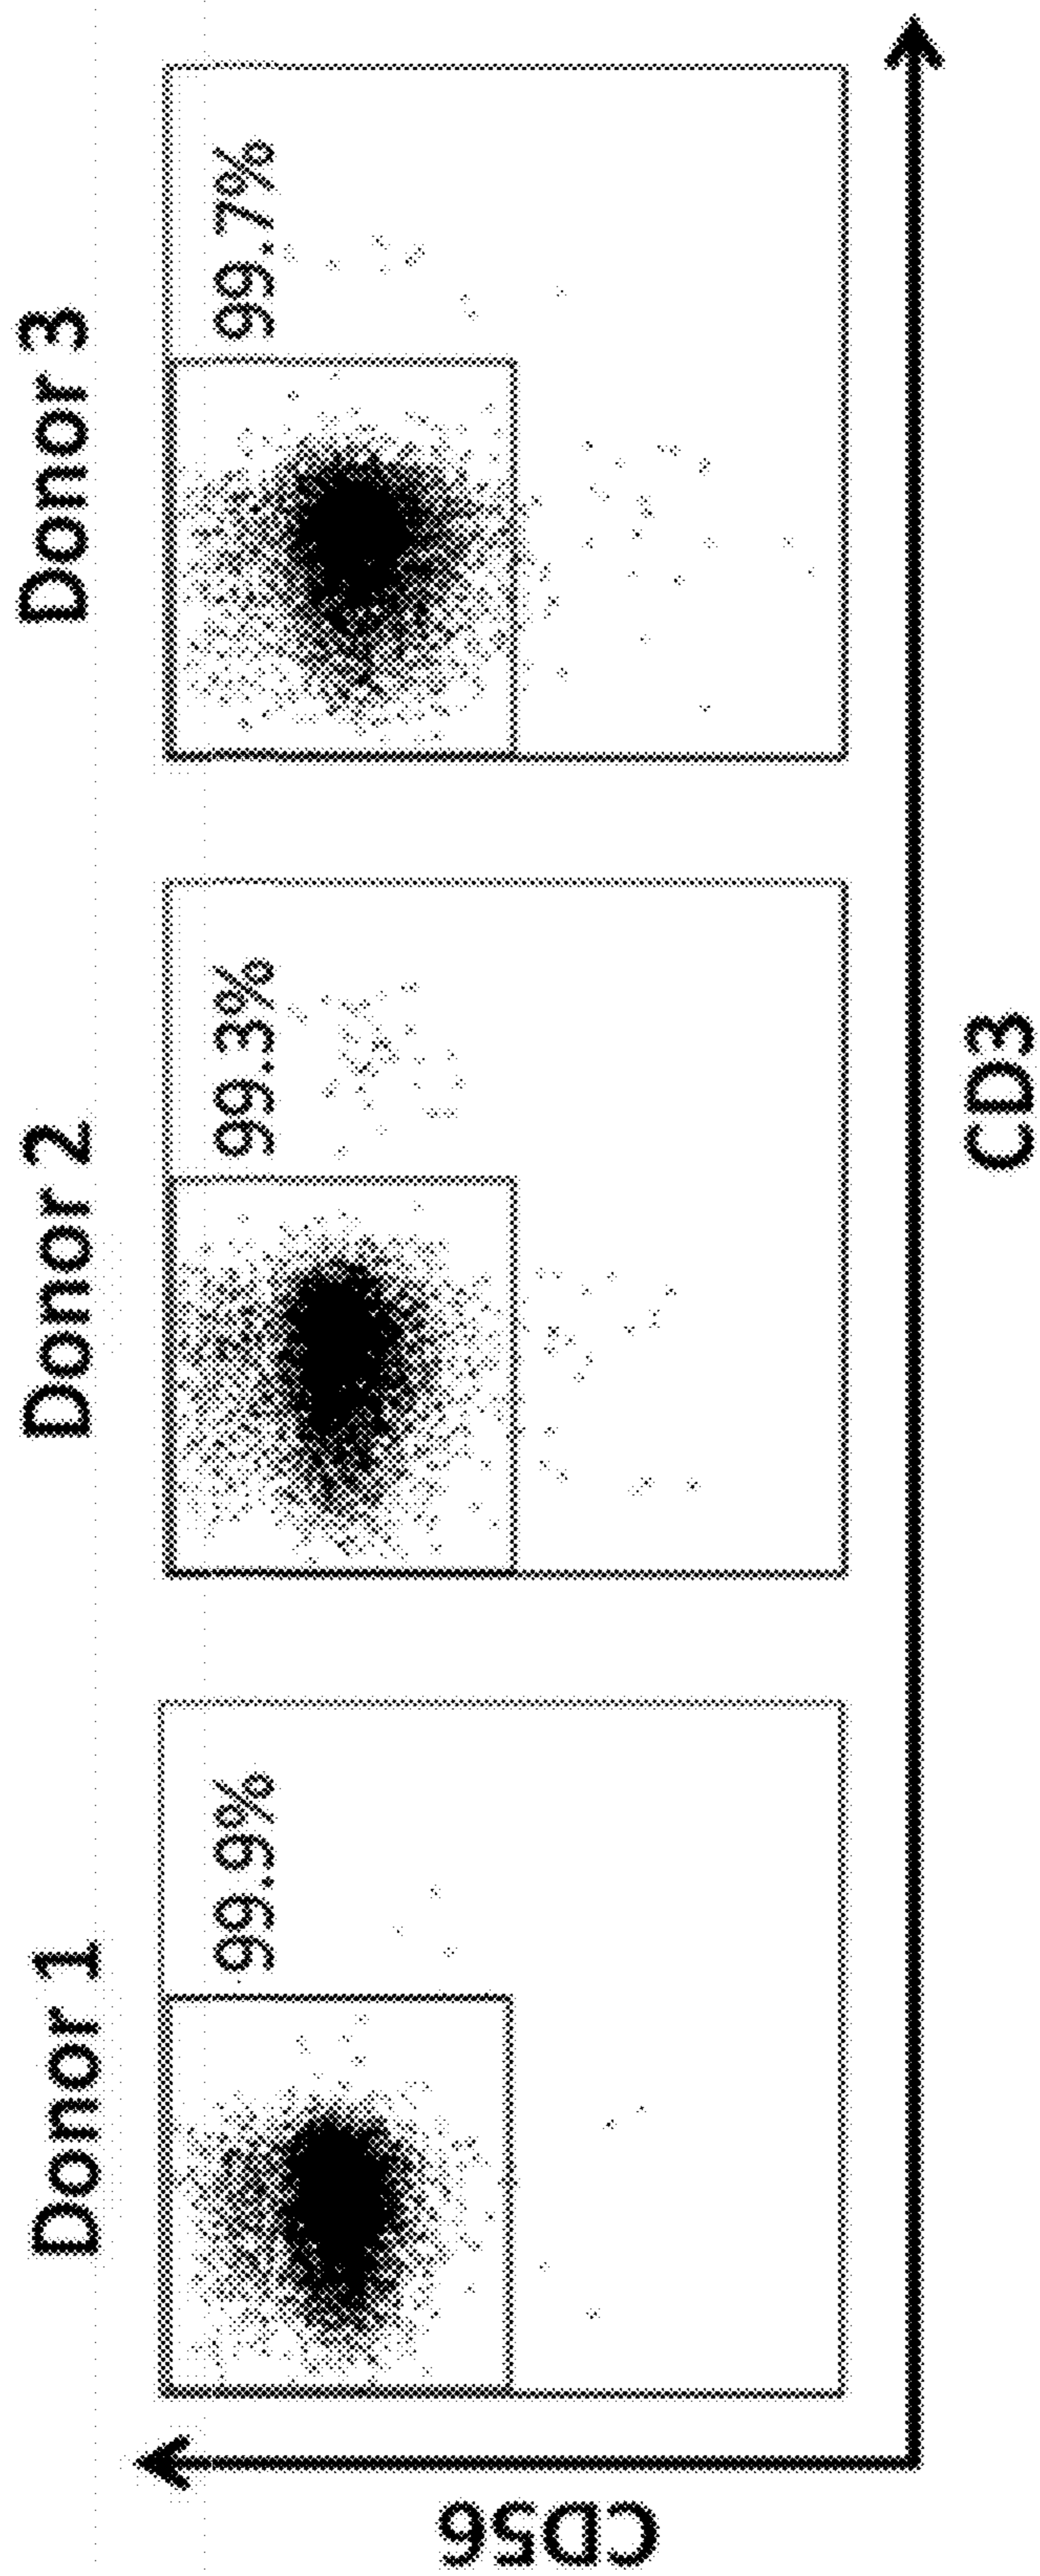 Donor 1
Donor 2
Donor 3
99.9%
99.3%
99.7%
CD56
CD3